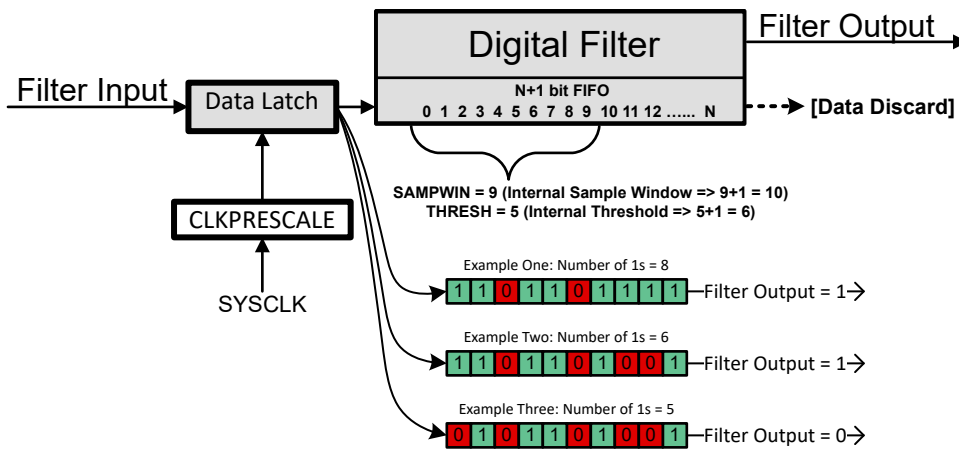 Filter Output
Digital Filter
Filter Input
Data Latch
N+1 bit FIFO
0 1 2 3 4 5 6 7 8 9 10 11 12 …... N
[Data Discard]
SAMPWIN = 9 (Internal Sample Window => 9+1 = 10)
THRESH = 5 (Internal Threshold => 5+1 = 6)
CLKPRESCALE
SYSCLK
Example One: Number of 1s = 8
1 1 0 1 1 0 1 1 1 1 Filter Output = 1
Example Two: Number of 1s = 6
1 1 0 1 1 0 1 0 0 1 Filter Output = 1
Example Three: Number of 1s = 5
0 1 0 1 1 0 1 0 0 1 Filter Output = 0